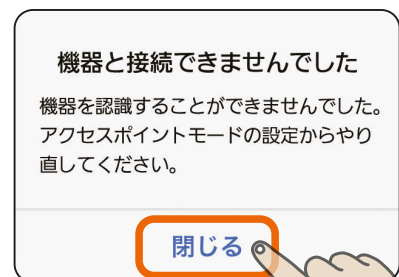 機器と接続できませんでした
機器を認識することができませんでした。
アクセスポイントモードの設定からやり
直してください。
閉じる